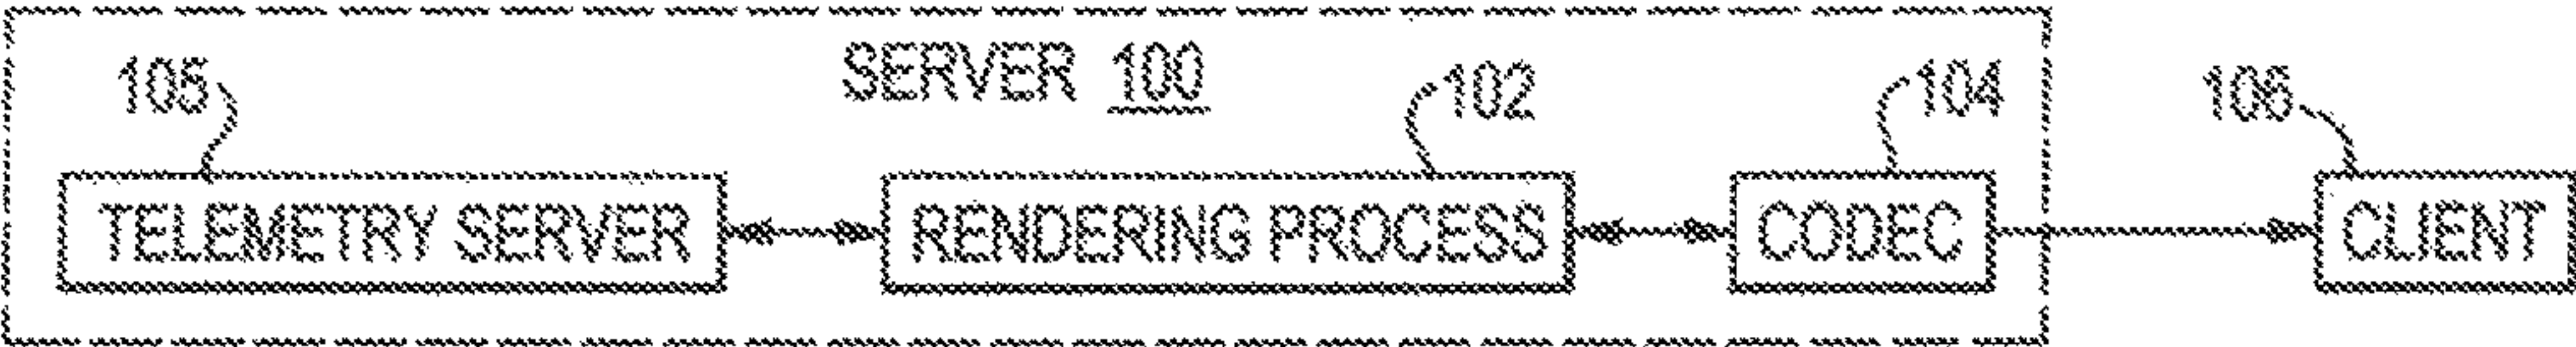 SERVER 100
105
102
104
106
TELEMETRY SERVER
RENDERING PROCESS
CODEC
CLIENT